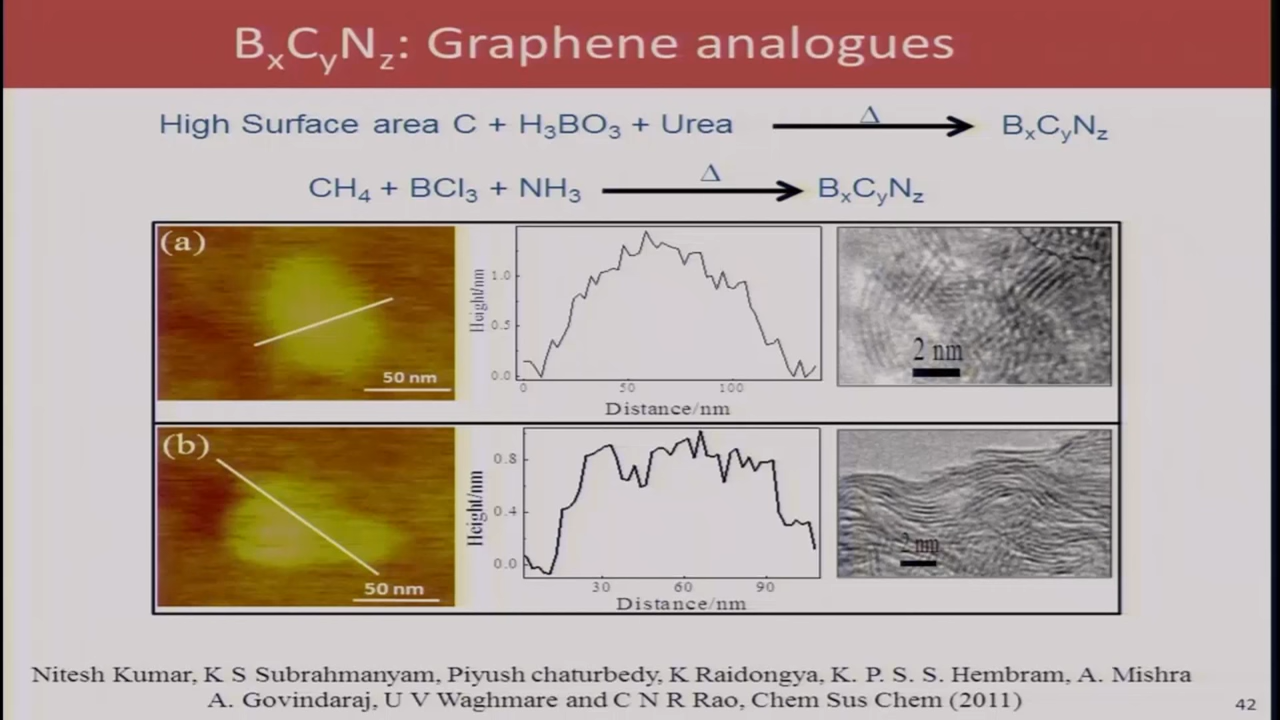 BxCyNz: Graphene analogues
High Surface area C + H3BO3 + Urea Δ BxCyNz
CH4 + BCl3 + NH3 Δ BxCyNz
(a)
50 nm
Height/nm
1.0
0.5
0.0
0 50 100
Distance/nm
2 nm
(b)
50 nm
Height/nm
0.8
0.4
0.0
30 60 90
Distance/nm
2 nm
Nitesh Kumar, K S Subrahmanyam, Piyush chaturbedy, K Raidongya, K. P. S. S. Hembram, A. Mishra
A. Govindaraj, U V Waghmare and C N R Rao, Chem Sus Chem (2011)
42